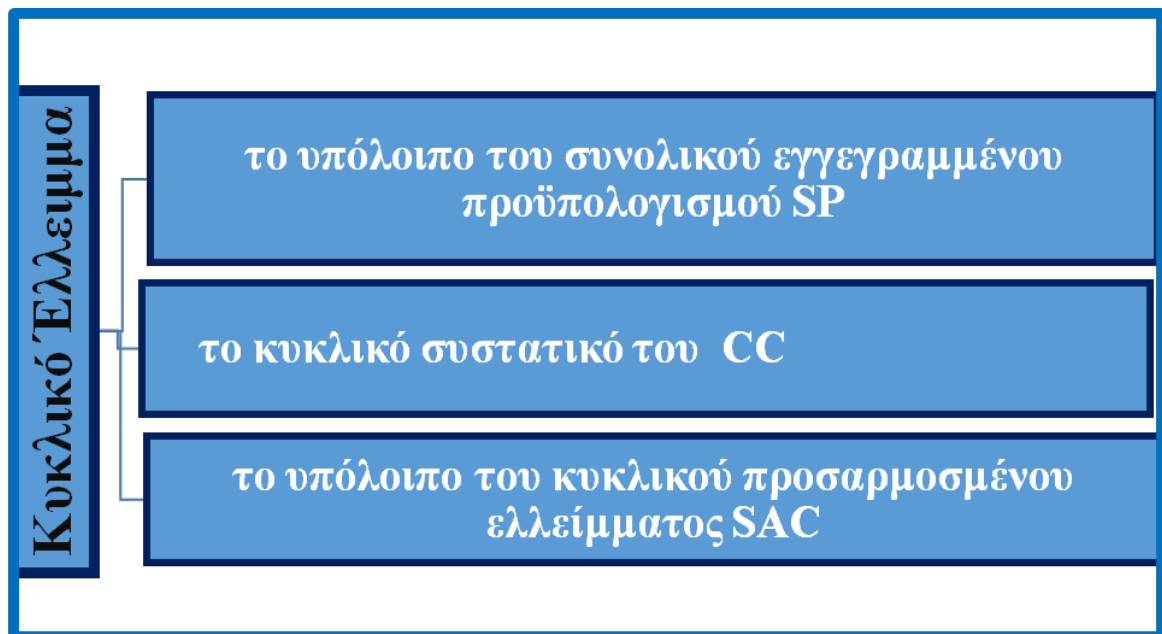 Κυκλικό Έλλειμμα
το υπόλοιπο του συνολικού εγγεγραμμένου
προϋπολογισμού SP
το κυκλικό συστατικό του CC
το υπόλοιπο του κυκλικού προσαρμοσμένου
ελλείμματος SAC